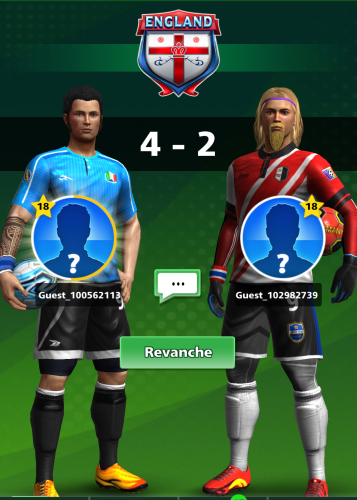 ENGLAND
4 - 2
18
18
?
?
...
Guest_100562113
Guest_102982739
Revanche